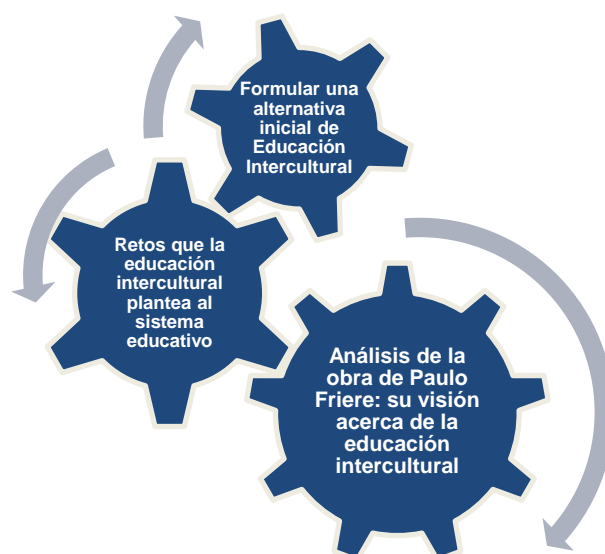 Formular una
alternativa
inicial de
Educación
Intercultural
Retos que la
educación
intercultural
plantea al
sistema
educativo
Análisis de la
obra de Paulo
Friere: su visión
acerca de la
educación
intercultural